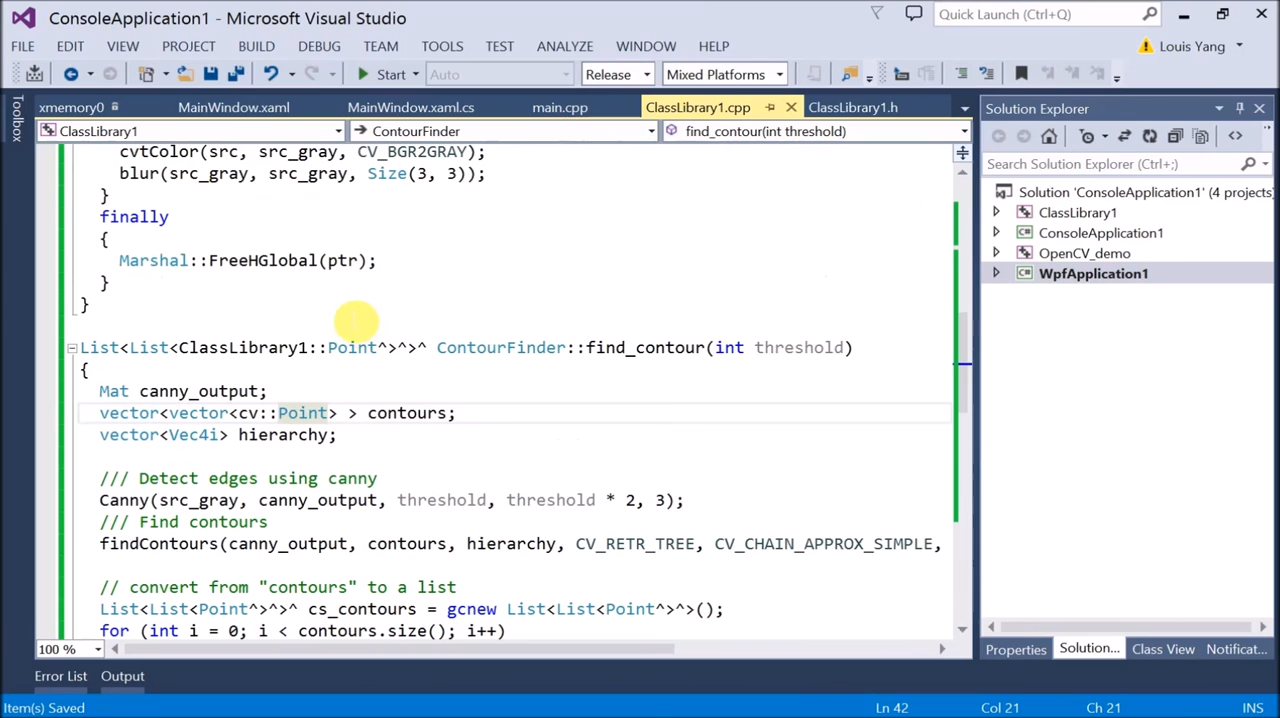 ConsoleApplication1 - Microsoft Visual Studio
Quick Launch (Ctrl+;)
FILE EDIT VIEW PROJECT BUILD DEBUG TEAM TOOLS TEST ANALYZE WINDOW HELP
Louis Yang
Start Auto Release Mixed Platforms
Toolbox
xmemory0 MainWindow.xaml MainWindow.xaml.cs main.cpp ClassLibrary1.cpp ClassLibrary1.h
ClassLibrary1 ContourFinder find_contour(int threshold)
cvtColor(src, src_gray, CV_BGR2GRAY);
blur(src_gray, src_gray, Size(3, 3));
}
finally
{
Marshal::FreeHGlobal(ptr);
}
}
List<List<ClassLibrary1::Point^>^>^ ContourFinder::find_contour(int threshold)
{
Mat canny_output;
vector<vector<cv::Point> > contours;
vector<Vec4i> hierarchy;
/// Detect edges using canny
Canny(src_gray, canny_output, threshold, threshold * 2, 3);
/// Find contours
findContours(canny_output, contours, hierarchy, CV_RETR_TREE, CV_CHAIN_APPROX_SIMPLE,
// convert from "contours" to a list
List<List<Point^>^>^ cs_contours = gcnew List<List<Point^>^>();
for (int i = 0; i < contours.size(); i++)
100 %
Solution Explorer
Search Solution Explorer (Ctrl+;)
Solution 'ConsoleApplication1' (4 projects)
ClassLibrary1
ConsoleApplication1
OpenCV_demo
WpfApplication1
Properties Solution... Class View Notificat...
Error List Output
Item(s) Saved Ln 42 Col 21 Ch 21 INS